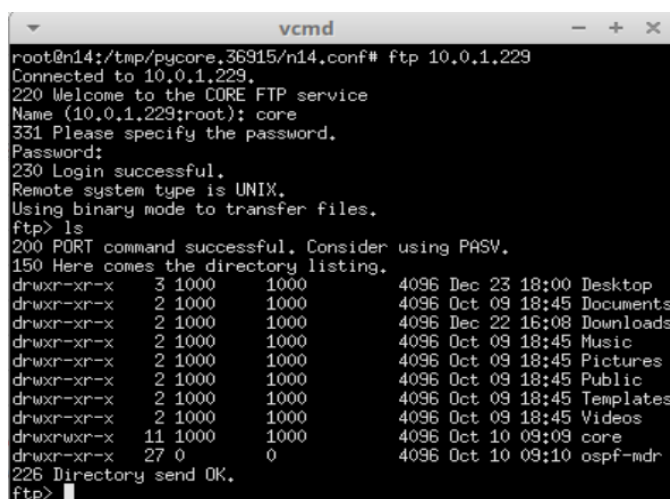 vcmd
root@n14:/tmp/pycore.36915/n14.conf# ftp 10.0.1.229
Connected to 10.0.1.229.
220 Welcome to the CORE FTP service
Name (10.0.1.229:root): core
331 Please specify the password.
Password:
230 Login successful.
Remote system type is UNIX.
Using binary mode to transfer files.
ftp> ls
200 PORT command successful. Consider using PASV.
150 Here comes the directory listing.
drwxr-xr-x    3 1000     1000         4096 Dec 23 18:00 Desktop
drwxr-xr-x    2 1000     1000         4096 Oct 09 18:45 Documents
drwxr-xr-x    2 1000     1000         4096 Dec 22 16:08 Downloads
drwxr-xr-x    2 1000     1000         4096 Oct 09 18:45 Music
drwxr-xr-x    2 1000     1000         4096 Oct 09 18:45 Pictures
drwxr-xr-x    2 1000     1000         4096 Oct 09 18:45 Public
drwxr-xr-x    2 1000     1000         4096 Oct 09 18:45 Templates
drwxr-xr-x    2 1000     1000         4096 Oct 09 18:45 Videos
drwxrwxr-x   11 1000     1000         4096 Oct 10 09:09 core
drwxr-xr-x   27 0        0            4096 Oct 10 09:10 ospf-mdr
226 Directory send OK.
ftp>